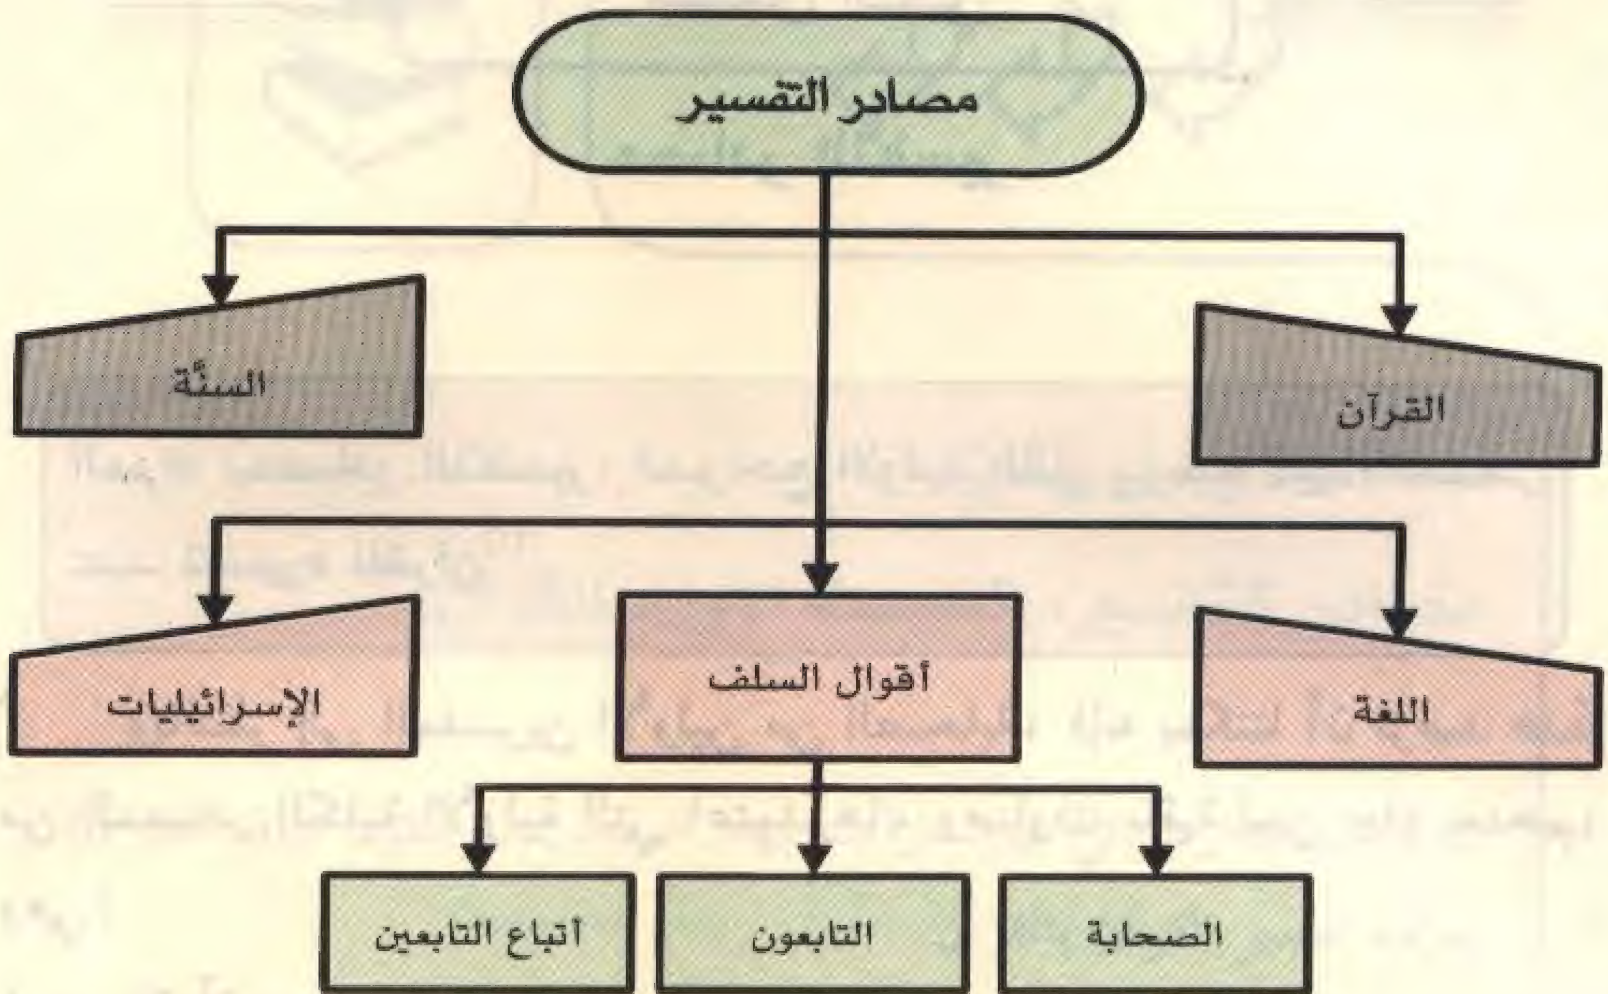 مصادر التفسير
القرآن
السنَّة
اللغة
أقوال السلف
الإسرائيليات
الصحابة
التابعون
أتباع التابعين